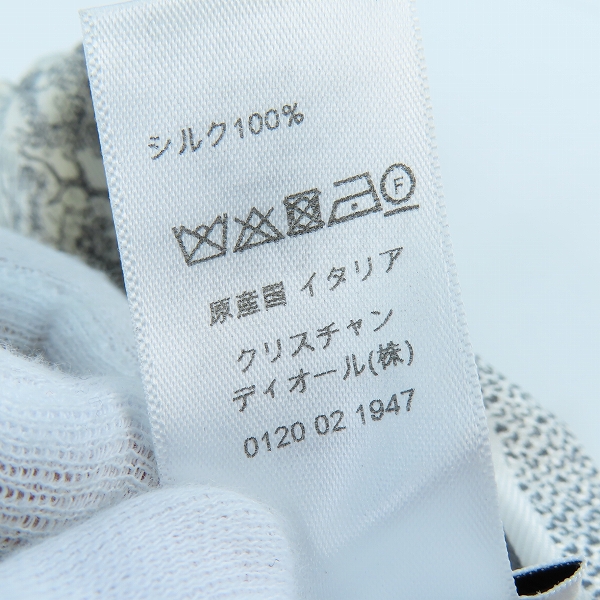 シルク100%
F
原産国 イタリア
クリスチャン
ディオール(株)
0120 02 1947